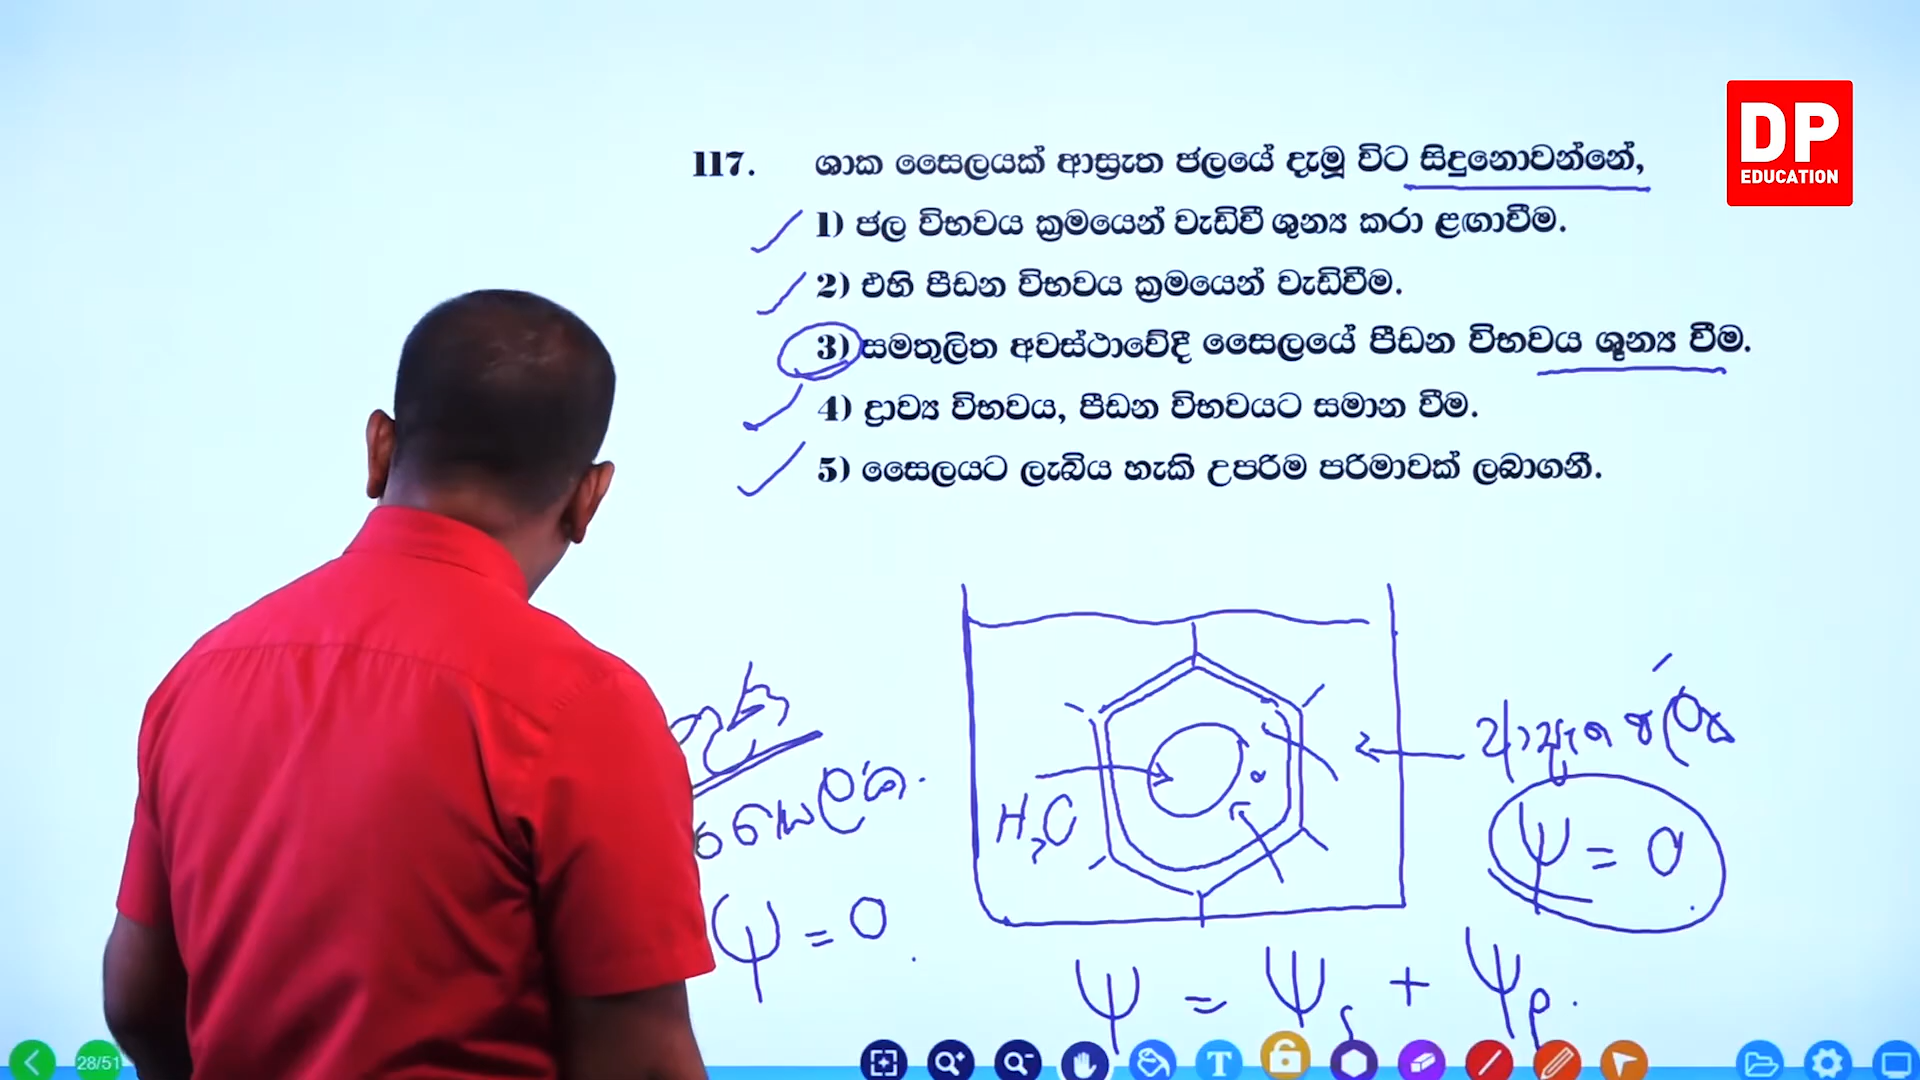 DP
EDUCATION
117. ශාක සෛලයක් ආස්‍රැත ජලයේ දැමූ විට සිදුනොවන්නේ,
1) ජල විභවය ක්‍රමයෙන් වැඩිවී ශුන්‍ය කරා ළඟාවීම.
2) එහි පීඩන විභවය ක්‍රමයෙන් වැඩිවීම.
3) සමතුලිත අවස්ථාවේදී සෛලයේ පීඩන විභවය ශූන්‍ය වීම.
4) ද්‍රාව්‍ය විභවය, පීඩන විභවයට සමාන වීම.
5) සෛලයට ලැබිය හැකි උපරිම පරිමාවක් ලබාගනී.
Ψ = 0
Ψ = 0
Ψ = Ψs + Ψp.
28/51